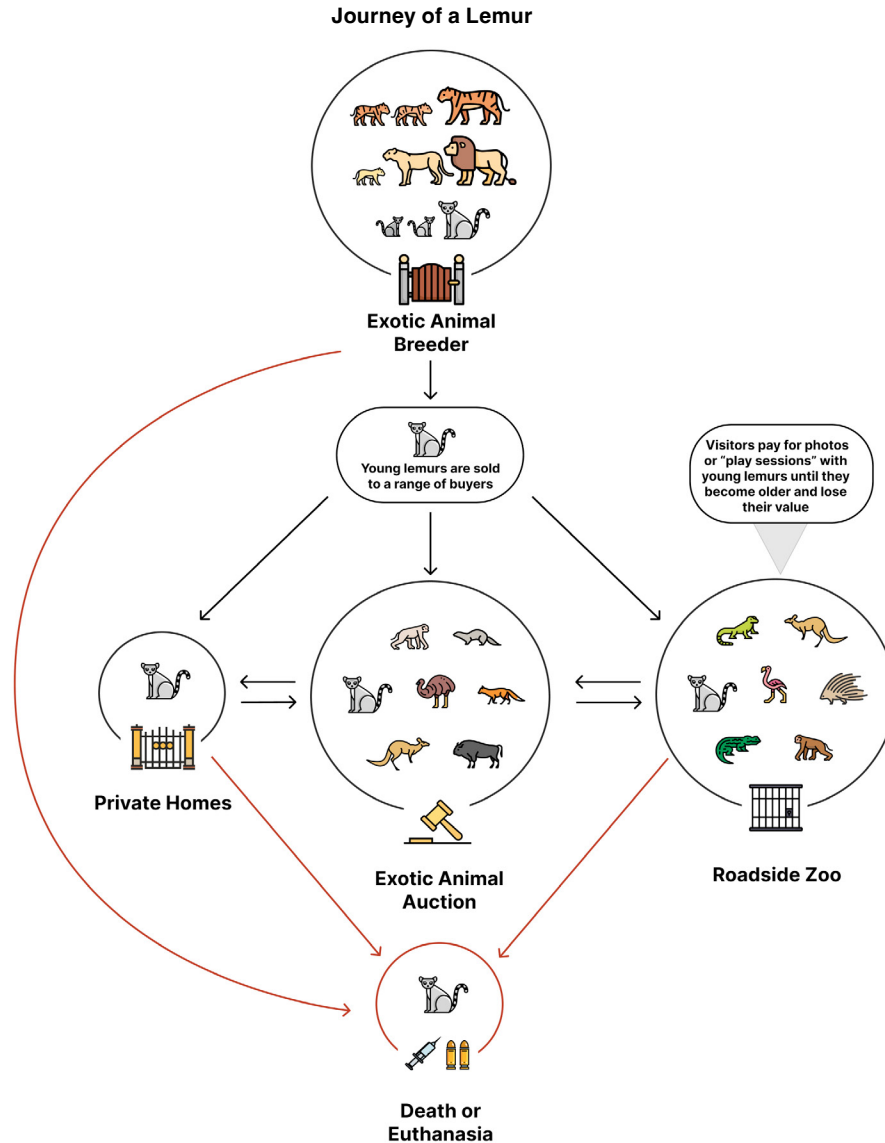 Journey of a Lemur
Exotic Animal
Breeder
Young lemurs are sold
to a range of buyers
Visitors pay for photos
or “play sessions” with
young lemurs until they
become older and lose
their value
Private Homes
Exotic Animal
Auction
Roadside Zoo
Death or
Euthanasia